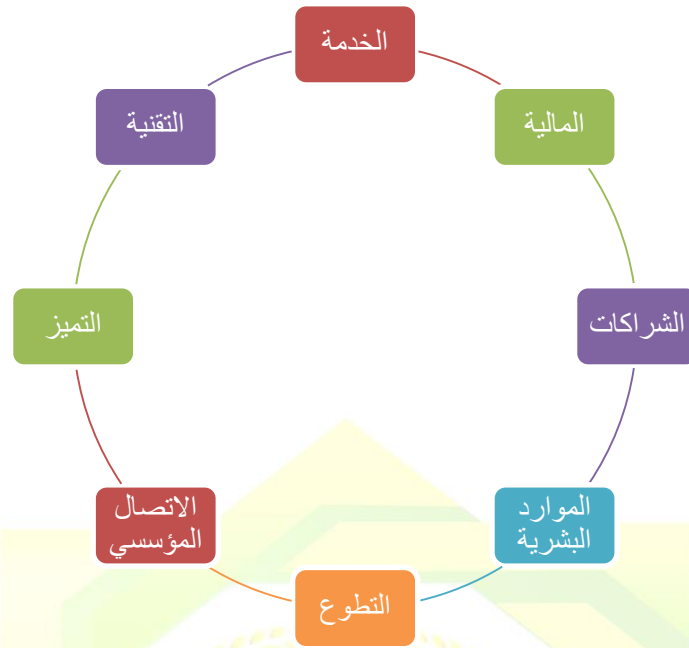 الخدمة
المالية
الشراكات
الموارد
البشرية
التطوع
الاتصال
المؤسسي
التميز
التقنية